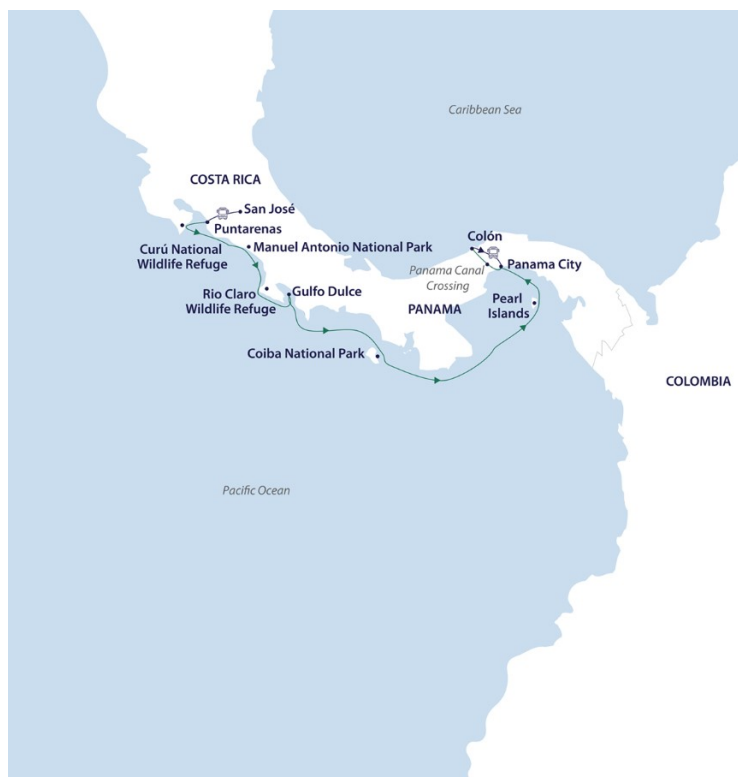 Caribbean Sea
COSTA RICA
San José
Puntarenas
Curú National
Wildlife Refuge
Manuel Antonio National Park
Rio Claro
Wildlife Refuge
Gulfo Dulce
Coiba National Park
Colón
Panama City
Panama Canal
Crossing
PANAMA
Pearl
Islands
COLOMBIA
Pacific Ocean